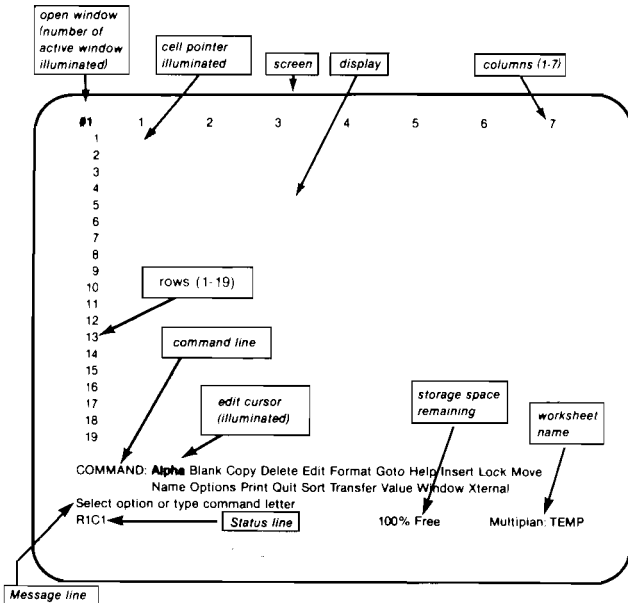 open window
(number of
active window
illuminated)
cell pointer
illuminated
screen
display
columns (1-7)
#1 1 2 3 4 5 6 7
1
2
3
4
5
6
7
8
9
10
11
12
13
14
15
16
17
18
19
rows (1-19)
command line
edit cursor
(illuminated)
storage space
remaining
worksheet
name
COMMAND: Alpha Blank Copy Delete Edit Format Goto Help Insert Lock Move
Name Options Print Quit Sort Transfer Value Window Xternal
Select option or type command letter
R1C1 Status line 100% Free Multiplan: TEMP
Message line